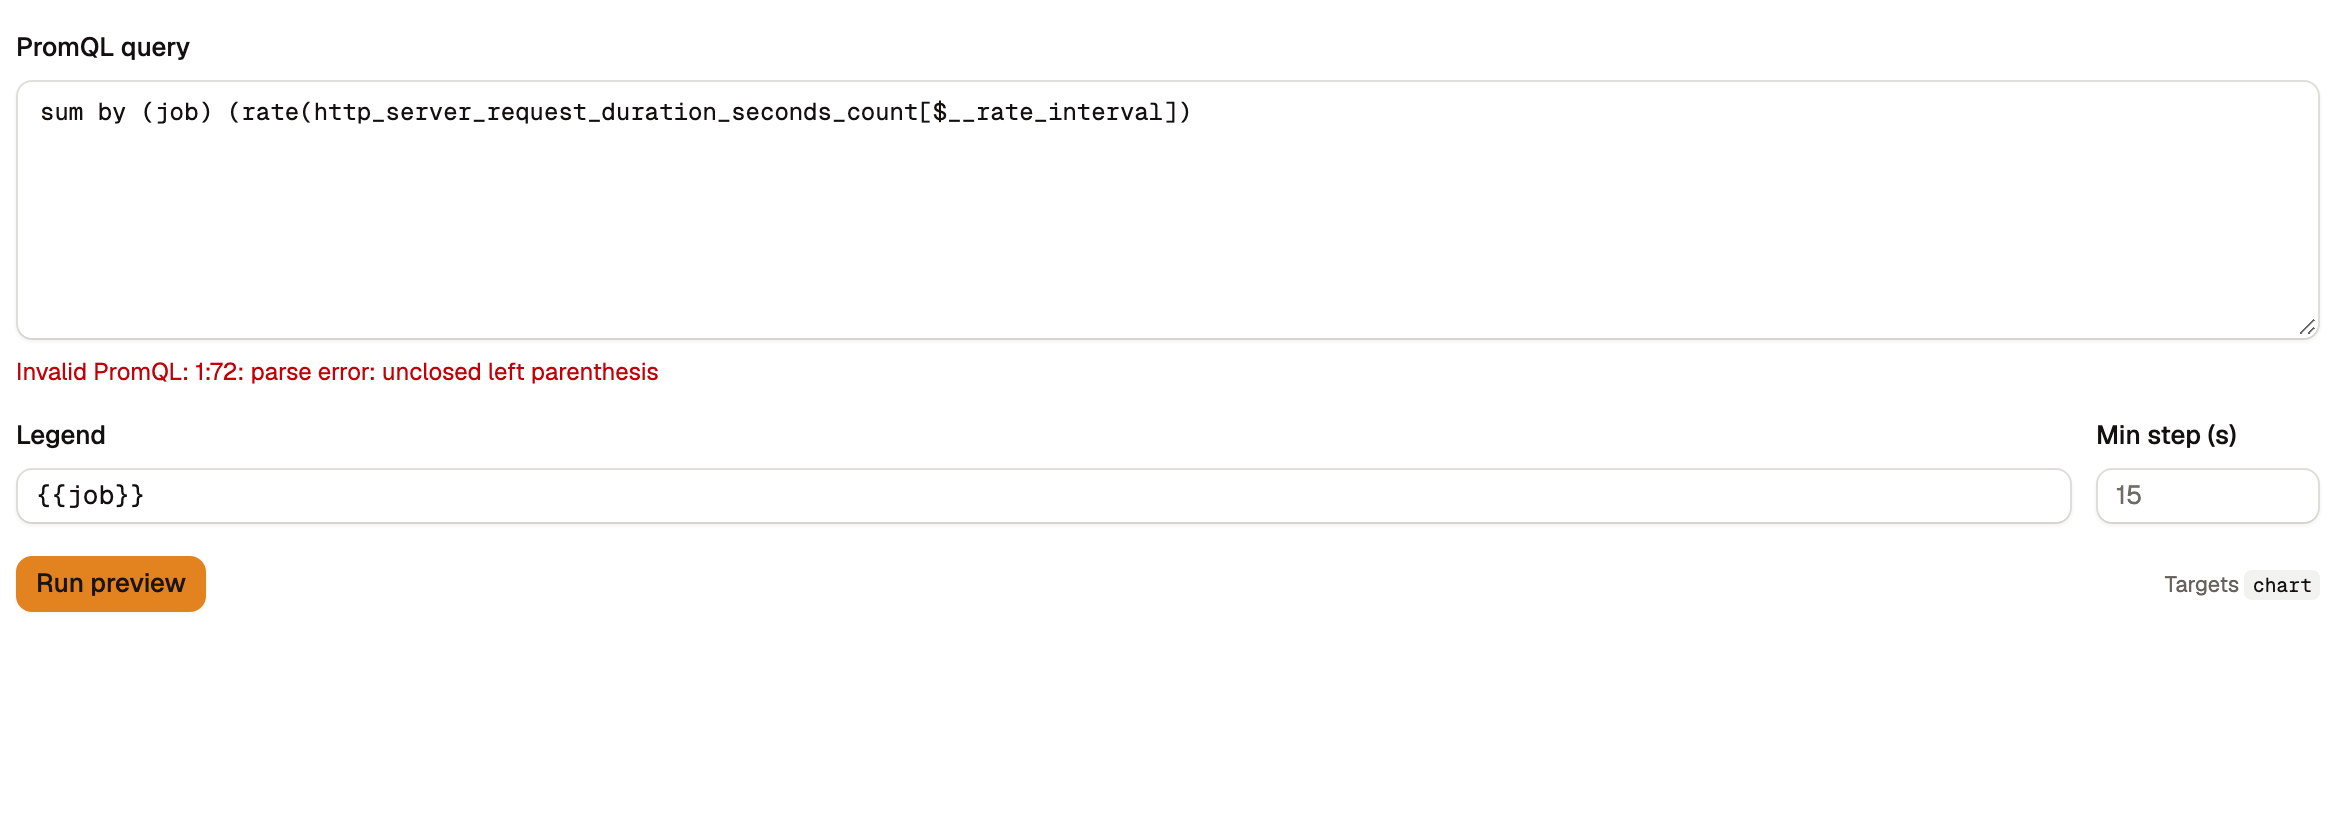 PromQL query
sum by (job) (rate(http_server_request_duration_seconds_count[$__rate_interval])
Invalid PromQL: 1:72: parse error: unclosed left parenthesis
Legend
Min step (s)
{{job}}
15
Run preview
Targets chart